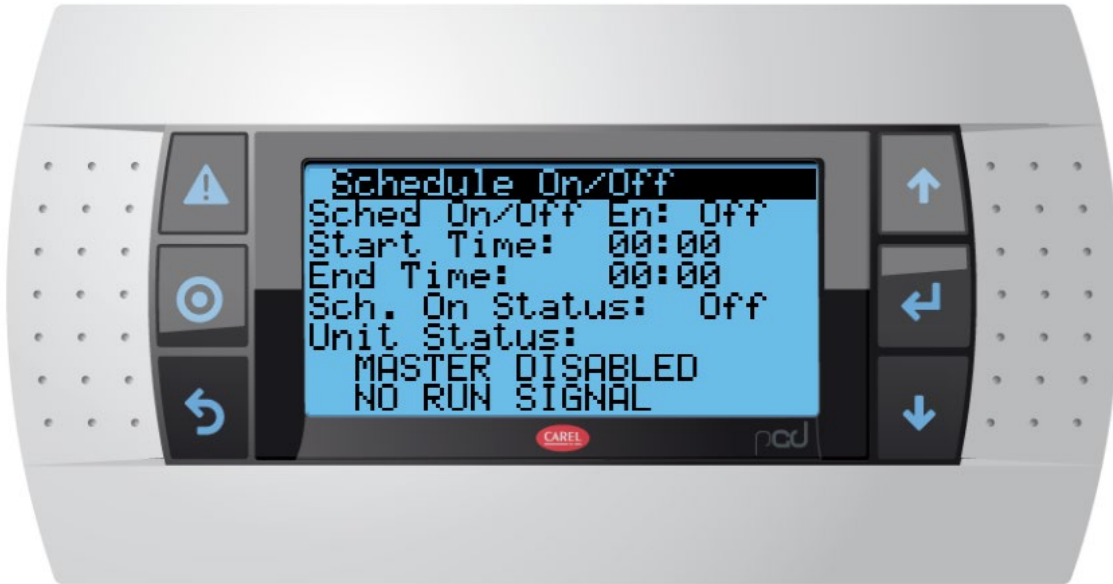 Schedule On/Off
Sched On/Off En: Off
Start Time: 00:00
End Time: 00:00
Sch. On Status: Off
Unit Status:
MASTER DISABLED
NO RUN SIGNAL
CAREL